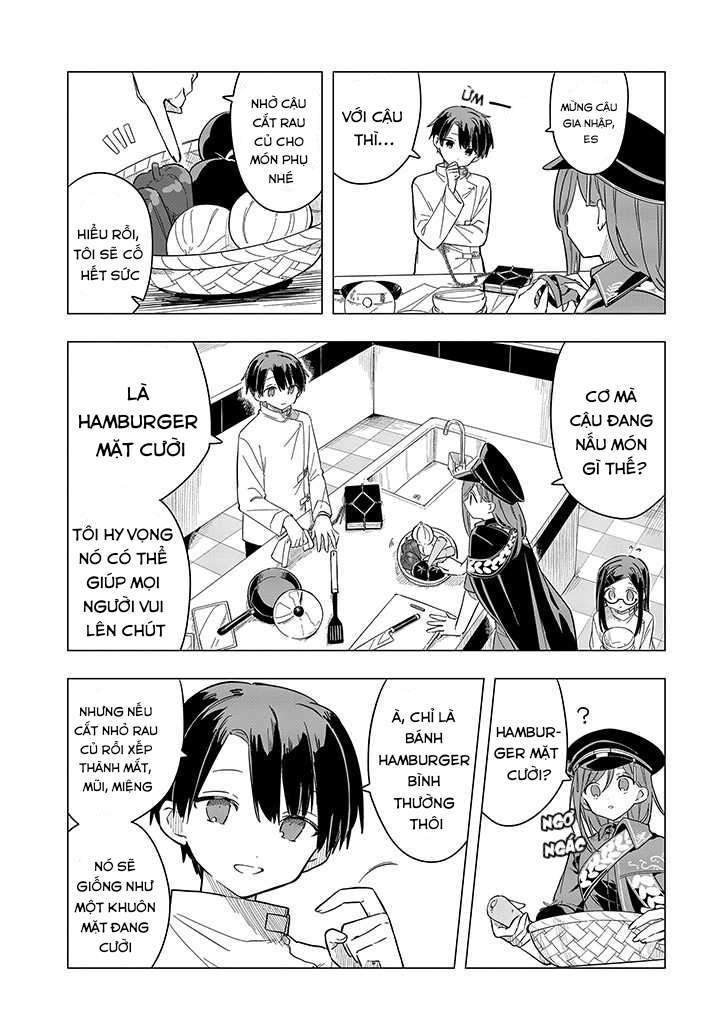 MỪNG CẬU
GIA NHẬP,
ES
ỪM
VỚI CẬU
THÌ...
NHỜ CẬU
CẮT RAU
CỦ CHO
MÓN PHỤ
NHÉ
HIỂU RỒI,
TÔI SẼ CỐ
HẾT SỨC
CƠ MÀ
CẬU ĐANG
NẤU MÓN
GÌ THẾ?
LÀ
HAMBURGER
MẶT CƯỜI
TÔI HY VỌNG
NÓ CÓ THỂ
GIÚP MỌI
NGƯỜI VUI
LÊN CHÚT
?
HAMBUR-
GER MẶT
CƯỜI?
NGƠ
NGÁC
À, CHỈ LÀ
BÁNH
HAMBURGER
BÌNH
THƯỜNG
THÔI
NHƯNG NẾU
CẮT NHỎ RAU
CỦ RỒI XẾP
THÀNH MẮT,
MŨI, MIỆNG
NÓ SẼ
GIỐNG NHƯ
MỘT KHUÔN
MẶT ĐANG
CƯỜI